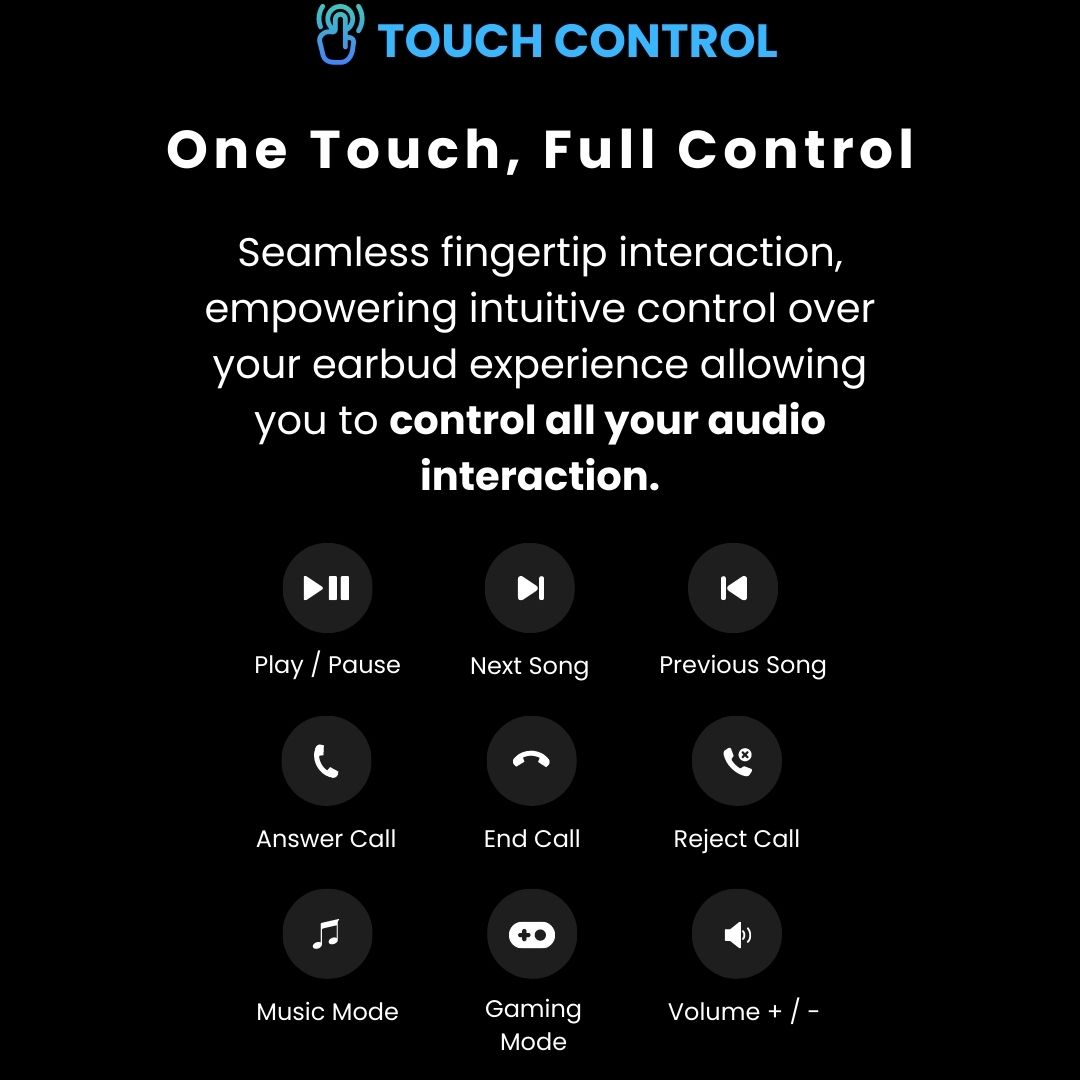 TOUCH CONTROL
One Touch, Full Control
Seamless fingertip interaction,
empowering intuitive control over
your earbud experience allowing
you to control all your audio
interaction.
Play / Pause
Next Song
Previous Song
Answer Call
End Call
Reject Call
Music Mode
Gaming
Mode
Volume + / -